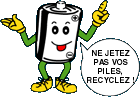 NE JETEZ
PAS VOS
PILES,
RECYCLEZ !